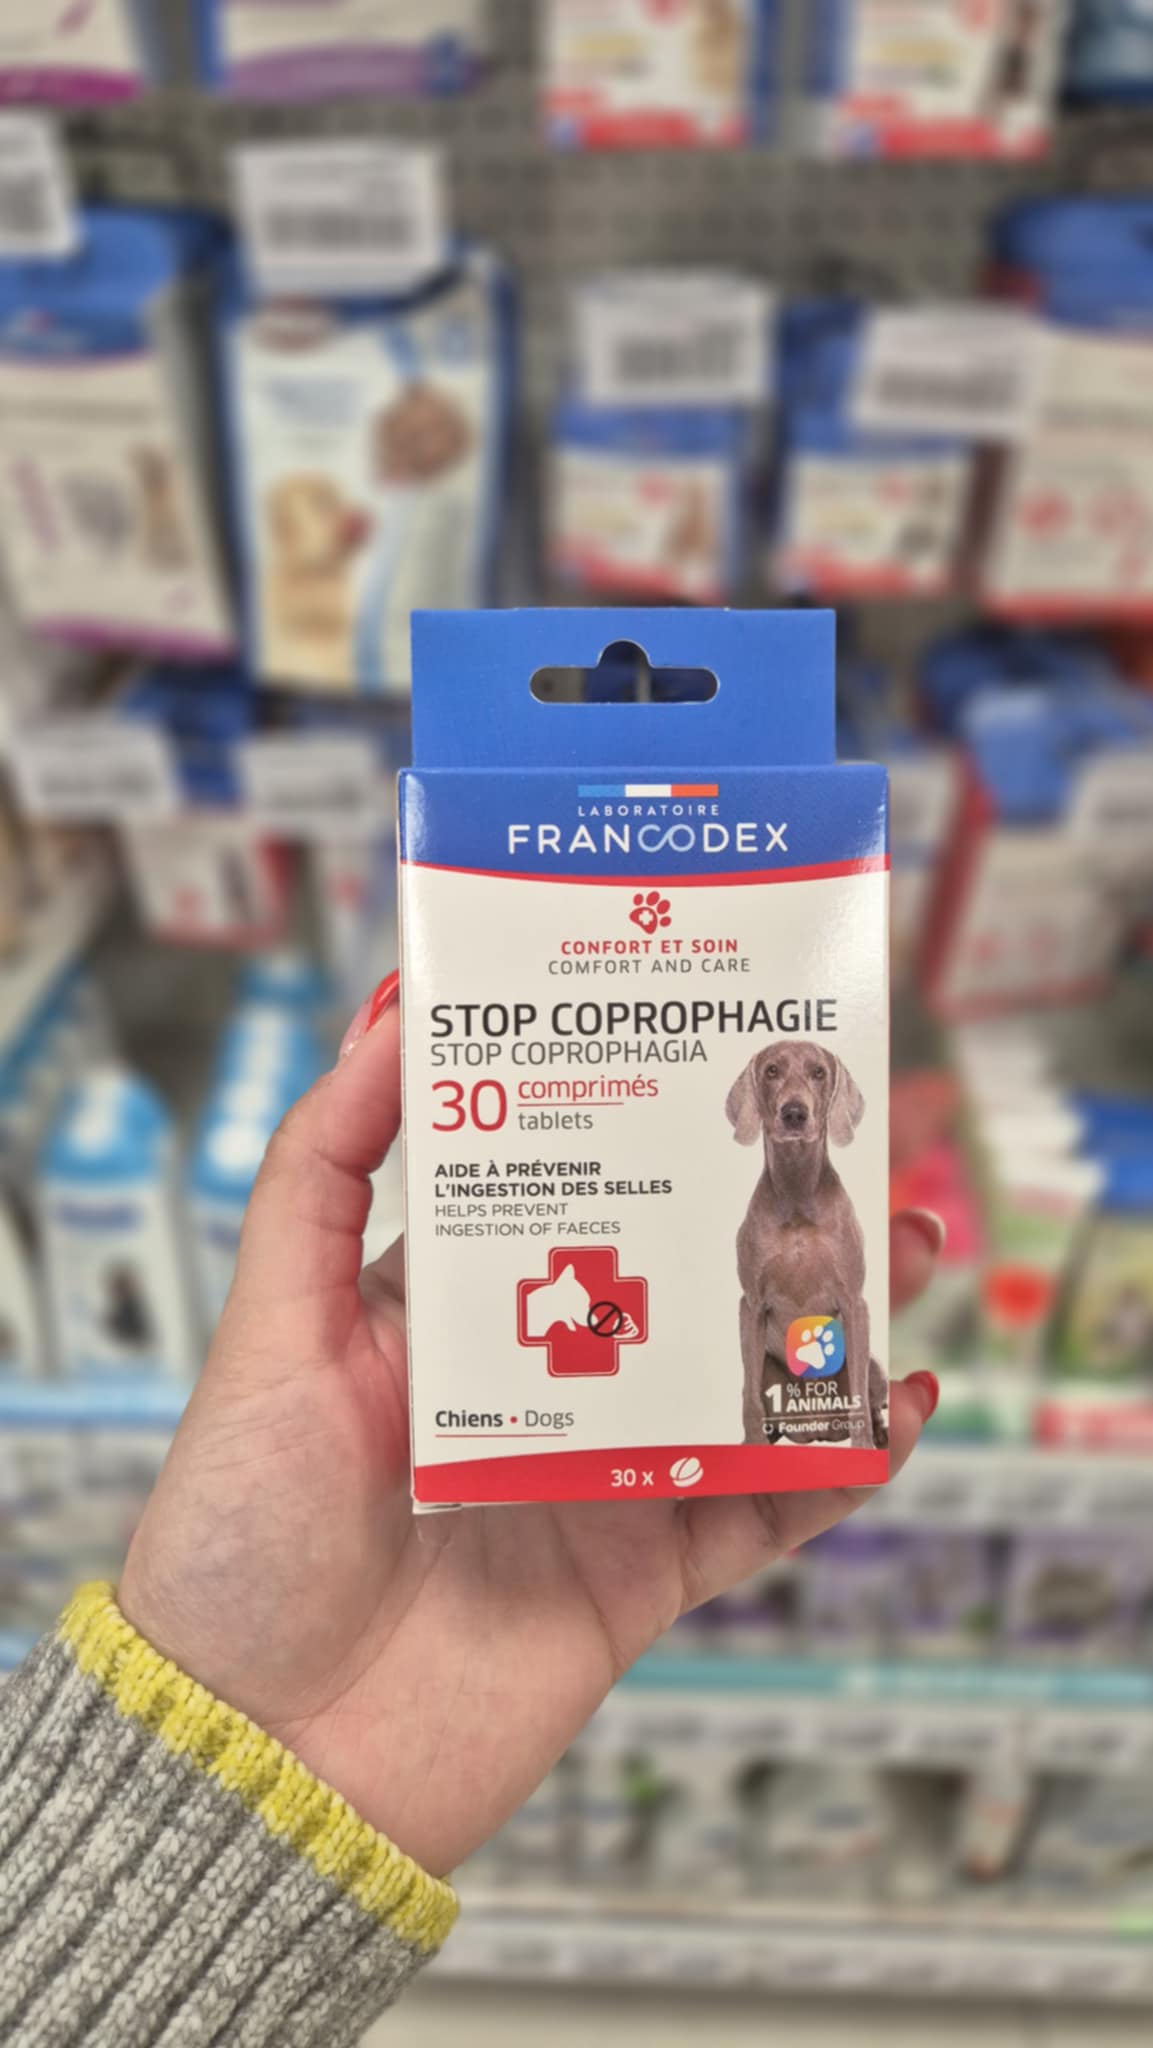 LABORATOIRE
FRANCODEX
CONFORT ET SOIN
COMFORT AND CARE
STOP COPROPHAGIE
STOP COPROPHAGIA
30 comprimés
tablets
AIDE À PRÉVENIR
L'INGESTION DES SELLES
HELPS PREVENT
INGESTION OF FAECES
1% FOR
ANIMALS
Founder Group
Chiens • Dogs
30 x